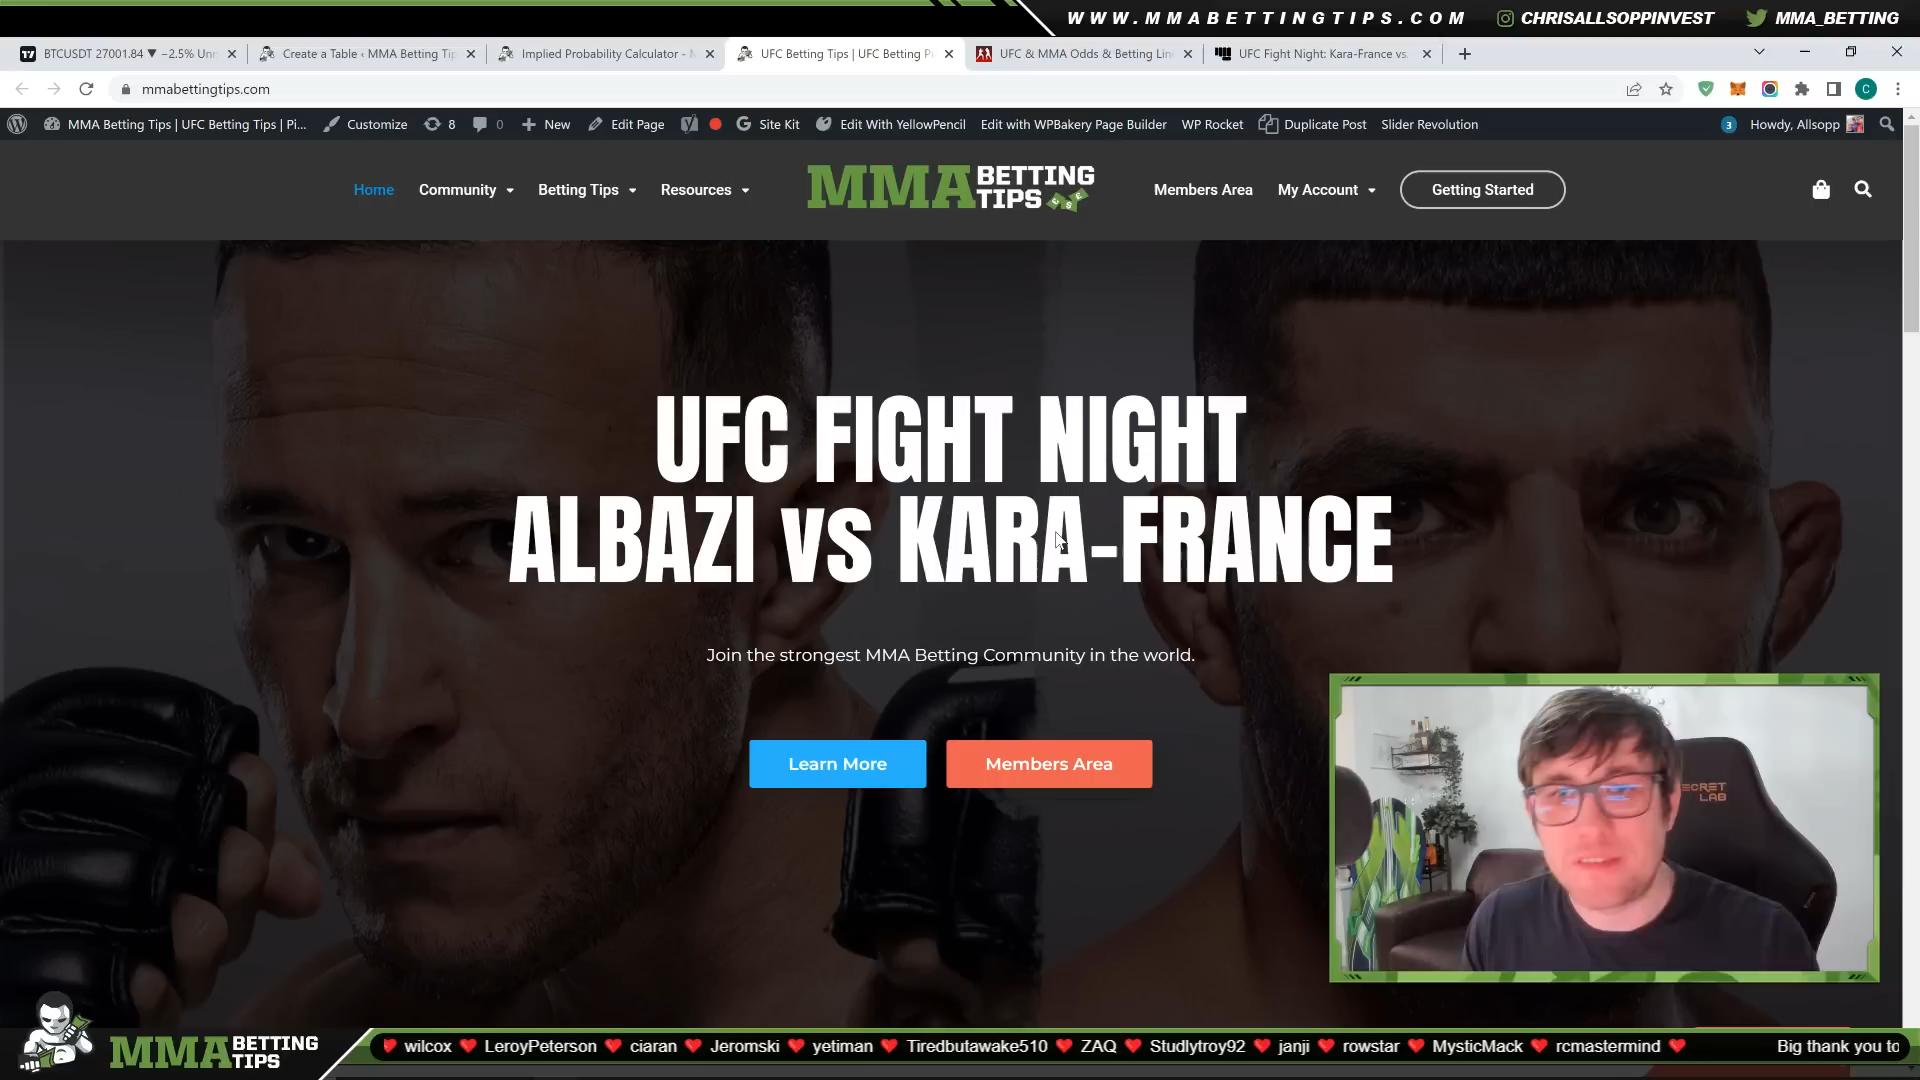 WWW.MMABETTINGTIPS.COM
CHRISALLSOPPINVEST
MMA_BETTING
BTCUSDT 27001.84 ▼ −2.5% Unn
Create a Table ‹ MMA Betting Tip
Implied Probability Calculator -
UFC Betting Tips | UFC Betting P
UFC & MMA Odds & Betting Lin
UFC Fight Night: Kara-France vs.
mmabettingtips.com
C
MMA Betting Tips | UFC Betting Tips | Pi...
Customize
8
0
New
Edit Page
Site Kit
Edit With YellowPencil
Edit with WPBakery Page Builder
WP Rocket
Duplicate Post
Slider Revolution
3
Howdy, Allsopp
Home
Community
Betting Tips
Resources
MMA BETTING TIPS
Members Area
My Account
Getting Started
UFC FIGHT NIGHT
ALBAZI vs KARA-FRANCE
Join the strongest MMA Betting Community in the world.
Learn More
Members Area
ECRET
LAB
MMA BETTING TIPS
wilcox ❤ LeroyPeterson ❤ ciaran ❤ Jeromski ❤ yetiman ❤ Tiredbutawake510 ❤ ZAQ ❤ Studlytroy92 ❤ janji ❤ rowstar ❤ MysticMack ❤ rcmastermind ❤ Big thank you to